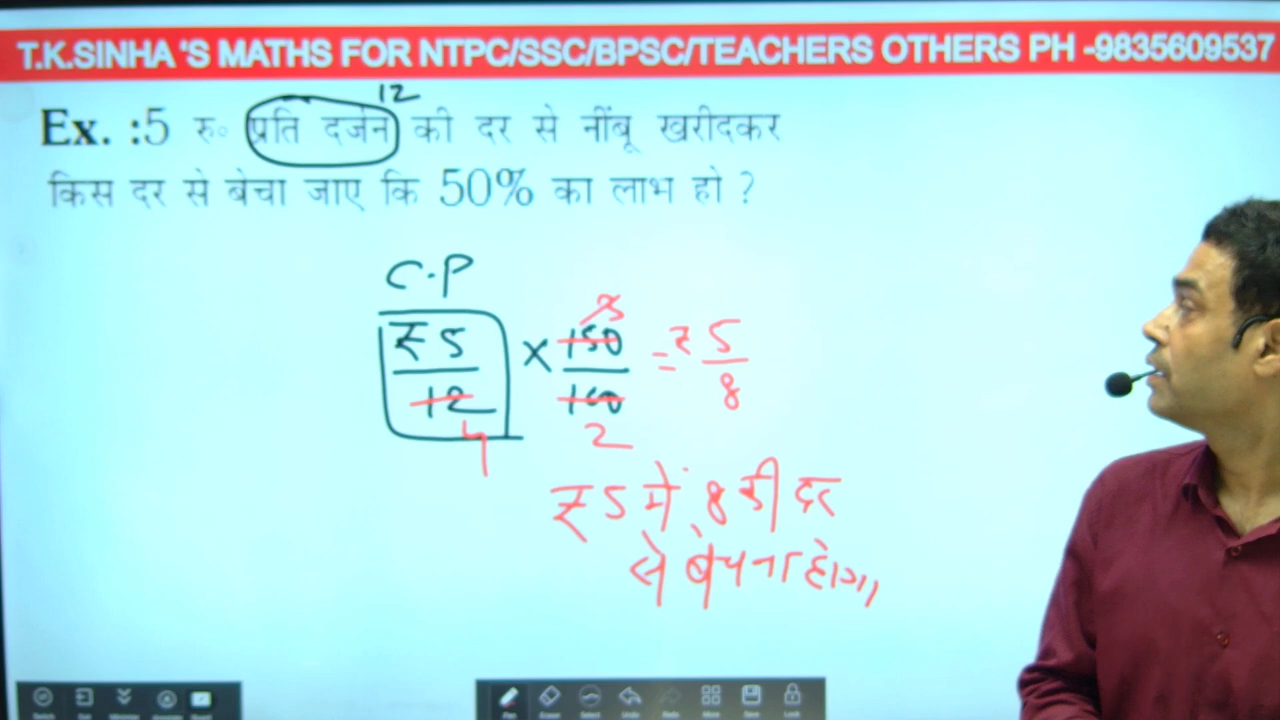 T.K.SINHA 'S MATHS FOR NTPC/SSC/BPSC/TEACHERS OTHERS PH -9835609537
12
Ex. :5 रु॰ प्रति दर्जन की दर से नींबू खरीदकर
किस दर से बेचा जाए कि 50% का लाभ हो ?
C.P
3
₹ 5 × 150 = ₹ 5
12 100 8
4 2
₹ 5 में 8 की दर
से बेचना होगा